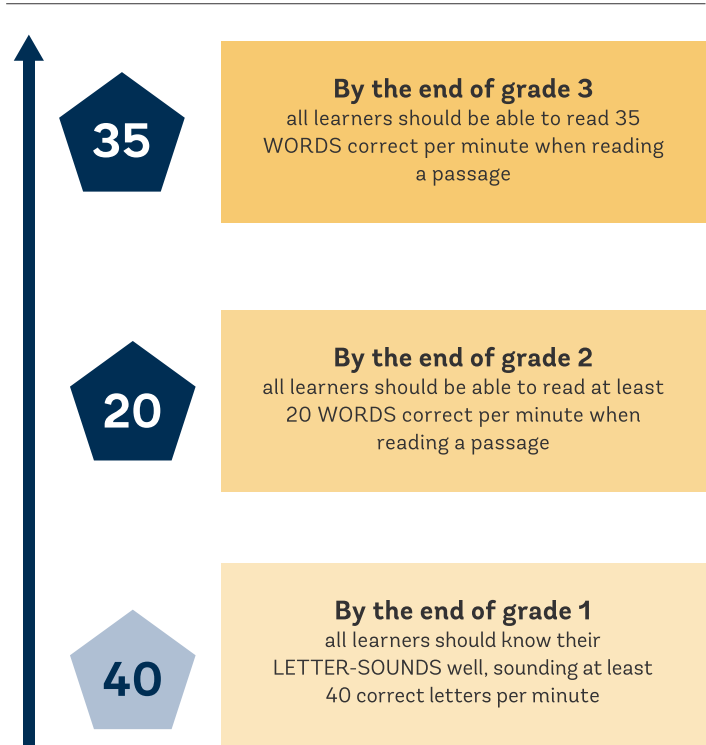 35
By the end of grade 3
all learners should be able to read 35
WORDS correct per minute when reading
a passage
20
By the end of grade 2
all learners should be able to read at least
20 WORDS correct per minute when
reading a passage
40
By the end of grade 1
all learners should know their
LETTER-SOUNDS well, sounding at least
40 correct letters per minute